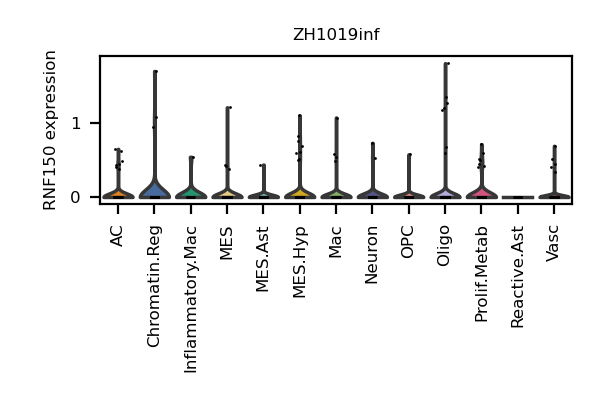 ZH1019inf
RNF150 expression
1
0
AC
Chromatin.Reg
Inflammatory.Mac
MES
MES.Ast
MES.Hyp
Mac
Neuron
OPC
Oligo
Prolif.Metab
Reactive.Ast
Vasc